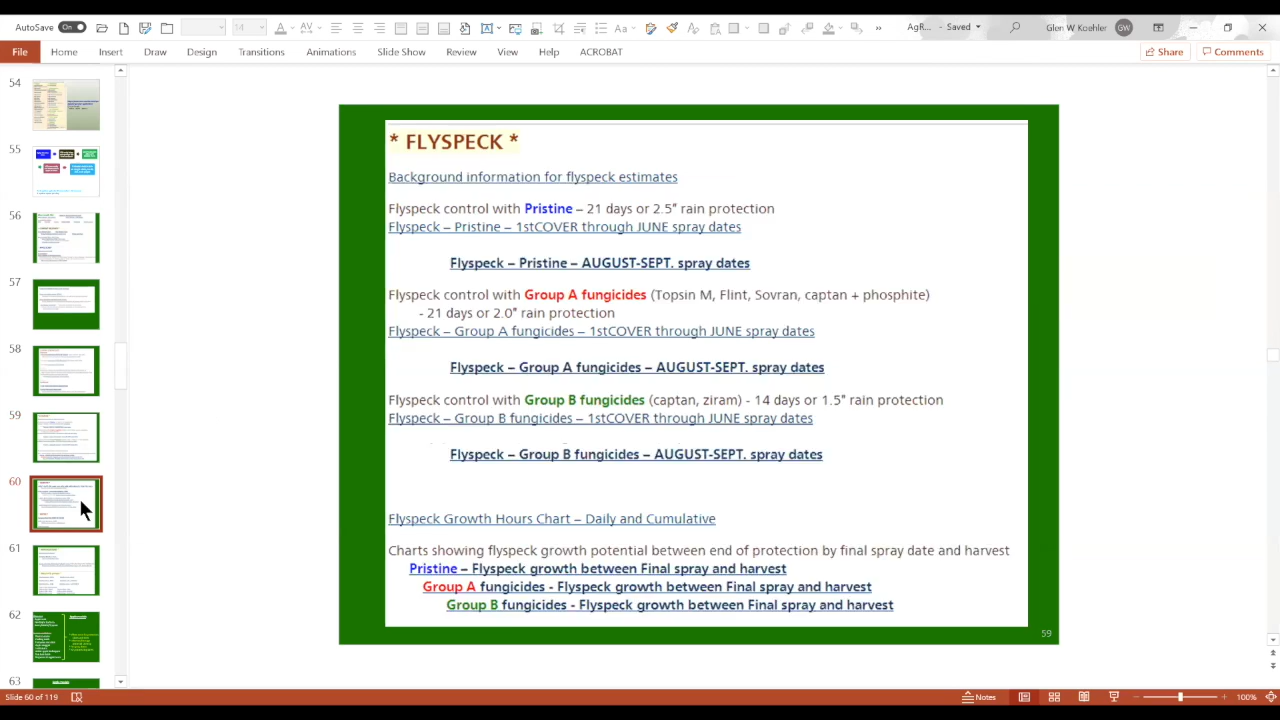 AutoSave On 14 Aa AgR... - Saved Glen W Koehler GW
File Home Insert Draw Design Transitions Animations Slide Show Review View Help ACROBAT Share Comments
54
55
57
58
59
60
61
62
63
* FLYSPECK *
Background information for flyspeck estimates
Flyspeck control with Pristine – 21 days or 2.5" rain protection
Flyspeck – Pristine – 1stCOVER through JUNE spray dates
Flyspeck – Pristine – AUGUST-SEPT. spray dates
Flyspeck control with Group A fungicides (Topsin M, Flint, Sovran, captan + phosphite)
- 21 days or 2.0" rain protection
Flyspeck – Group A fungicides – 1stCOVER through JUNE spray dates
Flyspeck – Group A fungicides – AUGUST-SEPT. spray dates
Flyspeck control with Group B fungicides (captan, ziram) - 14 days or 1.5" rain protection
Flyspeck – Group B fungicides – 1stCOVER through JUNE spray dates
Flyspeck – Group B fungicides – AUGUST-SEPT. spray dates
Flyspeck Growth Hours Chart – Daily and Cumulative
Charts showing flyspeck growth potential between end of protection by final spray date and harvest
Pristine – Flyspeck growth between Final spray and harvest
Group A fungicides - Flyspeck growth between Final spray and harvest
Group B fungicides - Flyspeck growth between Final spray and harvest
59
Slide 60 of 119 Notes 100%